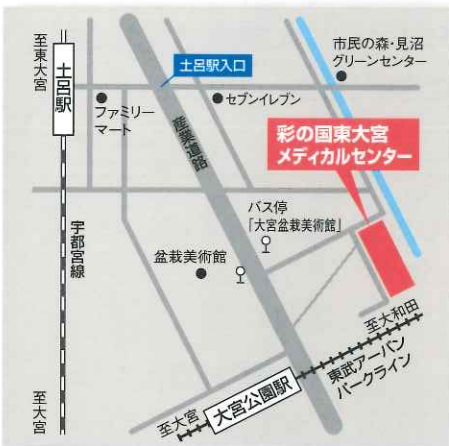 至東大宮
土呂駅
ファミリー
マート
土呂駅入口
セブンイレブン
市民の森・見沼
グリーンセンター
産業道路
彩の国東大宮
メディカルセンター
バス停
「大宮盆栽美術館」
盆栽美術館
宇都宮線
至大宮
至大和田
東武アーバン
パークライン
大宮公園駅
至大宮